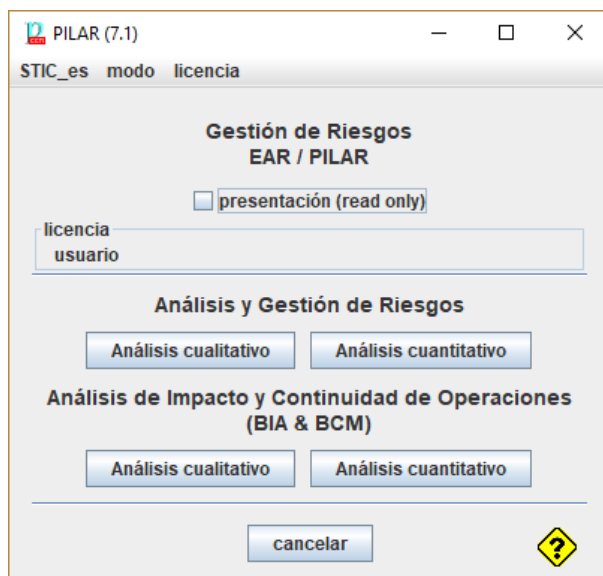 PILAR (7.1)
STIC_es modo licencia
Gestión de Riesgos
EAR / PILAR
presentación (read only)
licencia
usuario
Análisis y Gestión de Riesgos
Análisis cualitativo Análisis cuantitativo
Análisis de Impacto y Continuidad de Operaciones
(BIA & BCM)
Análisis cualitativo Análisis cuantitativo
cancelar
?